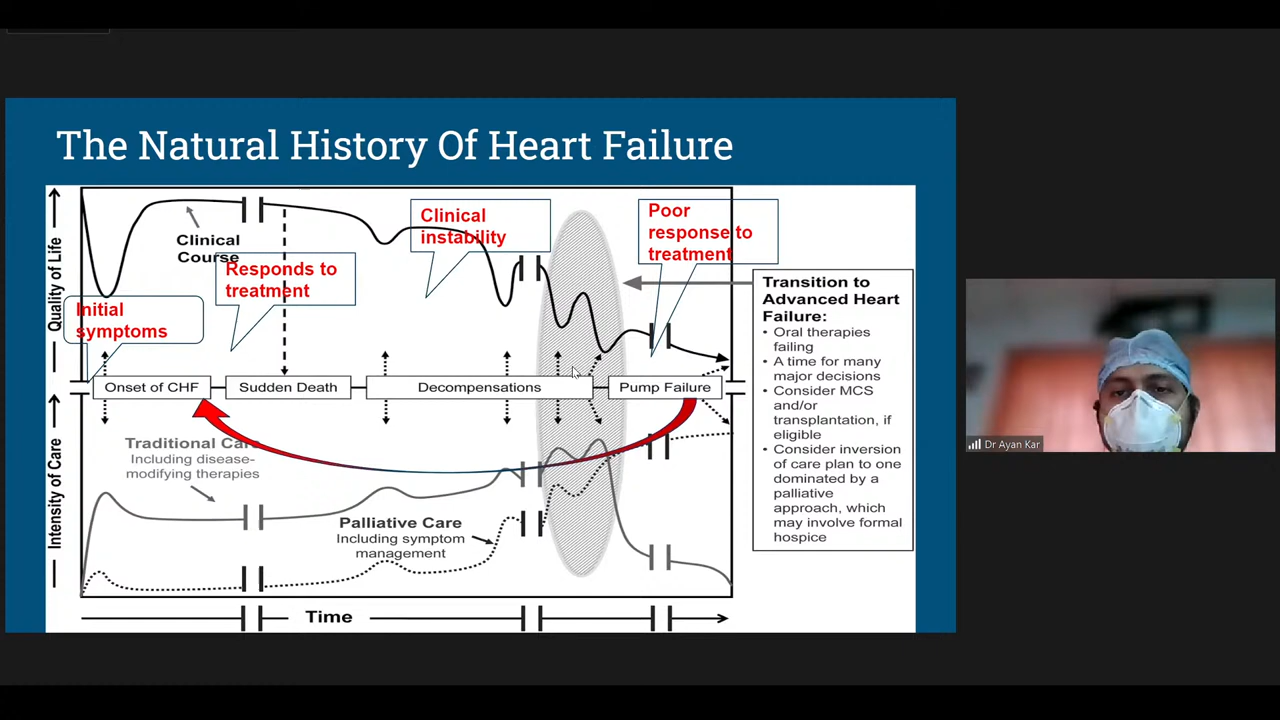 The Natural History Of Heart Failure
Quality of Life
Clinical
Course
Initial
symptoms
Responds to
treatment
Clinical
instability
Poor
response to
treatment
Transition to
Advanced Heart
Failure:
• Oral therapies
failing
• A time for many
major decisions
• Consider MCS
and/or
transplantation, if
eligible
• Consider inversion
of care plan to one
dominated by a
palliative
approach, which
may involve formal
hospice
Onset of CHF
Sudden Death
Decompensations
Pump Failure
Intensity of Care
Traditional Care
Including disease-
modifying therapies
Palliative Care
Including symptom
management
Time
Dr Ayan Kar